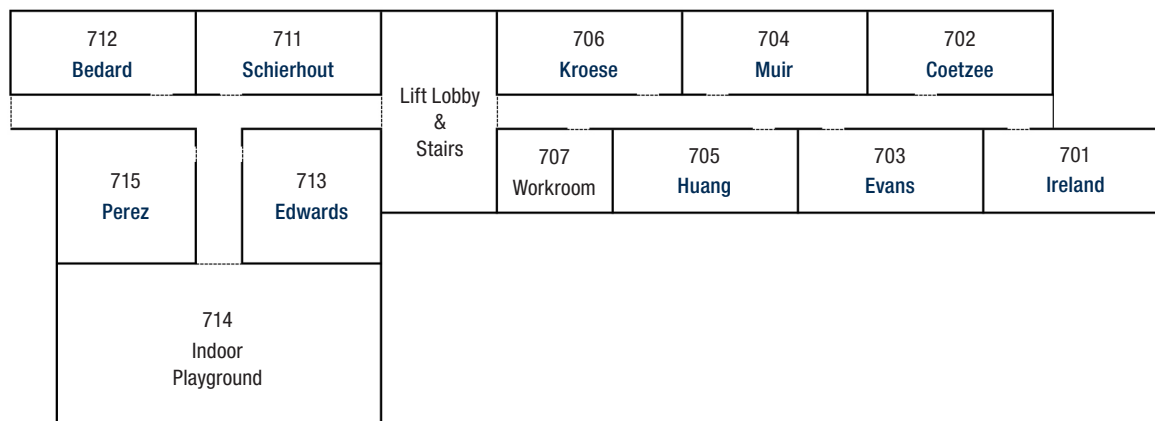 712
Bedard
711
Schierhout
Lift Lobby
&
Stairs
706
Kroese
704
Muir
702
Coetzee
715
Perez
713
Edwards
707
Workroom
705
Huang
703
Evans
701
Ireland
714
Indoor
Playground